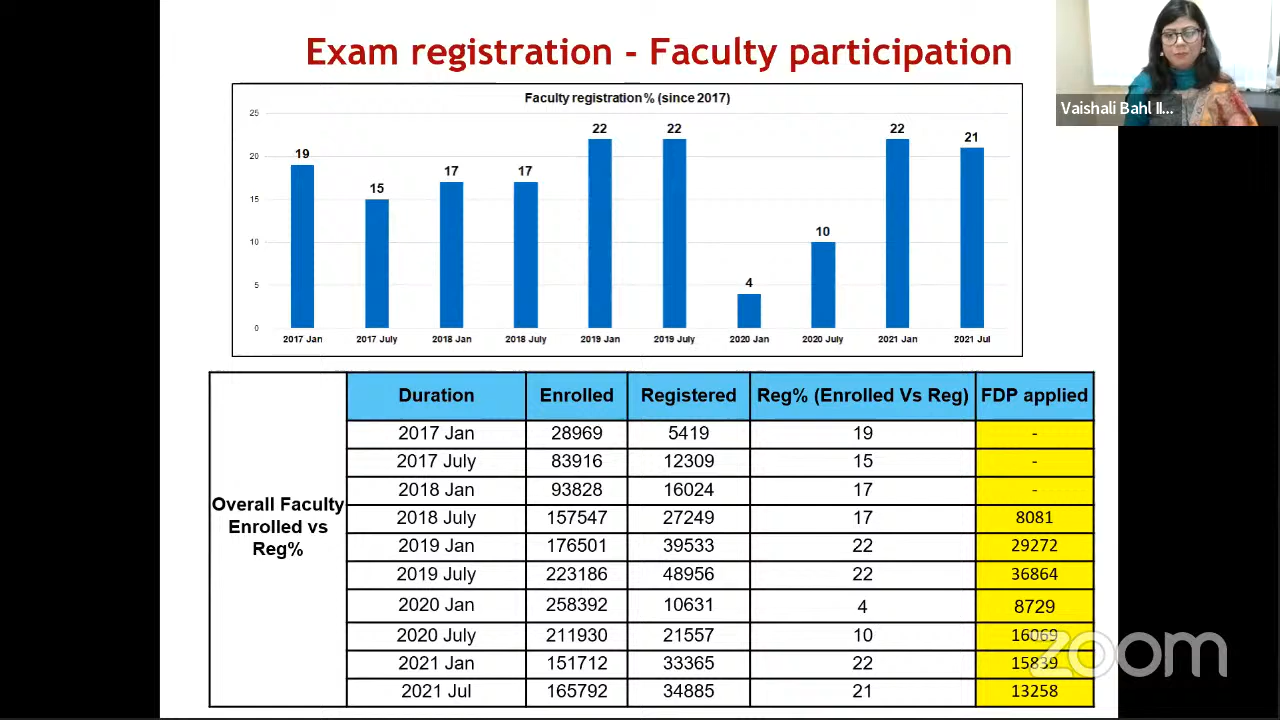 Exam registration - Faculty participation
Vaishali Bahl II...
Faculty registration % (since 2017)
25
20
15
10
5
0
19
15
17
17
22
22
4
10
22
21
2017 Jan
2017 July
2018 Jan
2018 July
2019 Jan
2019 July
2020 Jan
2020 July
2021 Jan
2021 Jul
Overall Faculty
Enrolled vs
Reg%
Duration Enrolled Registered Reg% (Enrolled Vs Reg) FDP applied
2017 Jan 28969 5419 19 -
2017 July 83916 12309 15 -
2018 Jan 93828 16024 17 -
2018 July 157547 27249 17 8081
2019 Jan 176501 39533 22 29272
2019 July 223186 48956 22 36864
2020 Jan 258392 10631 4 8729
2020 July 211930 21557 10 16069
2021 Jan 151712 33365 22 15839
2021 Jul 165792 34885 21 13258
zoom